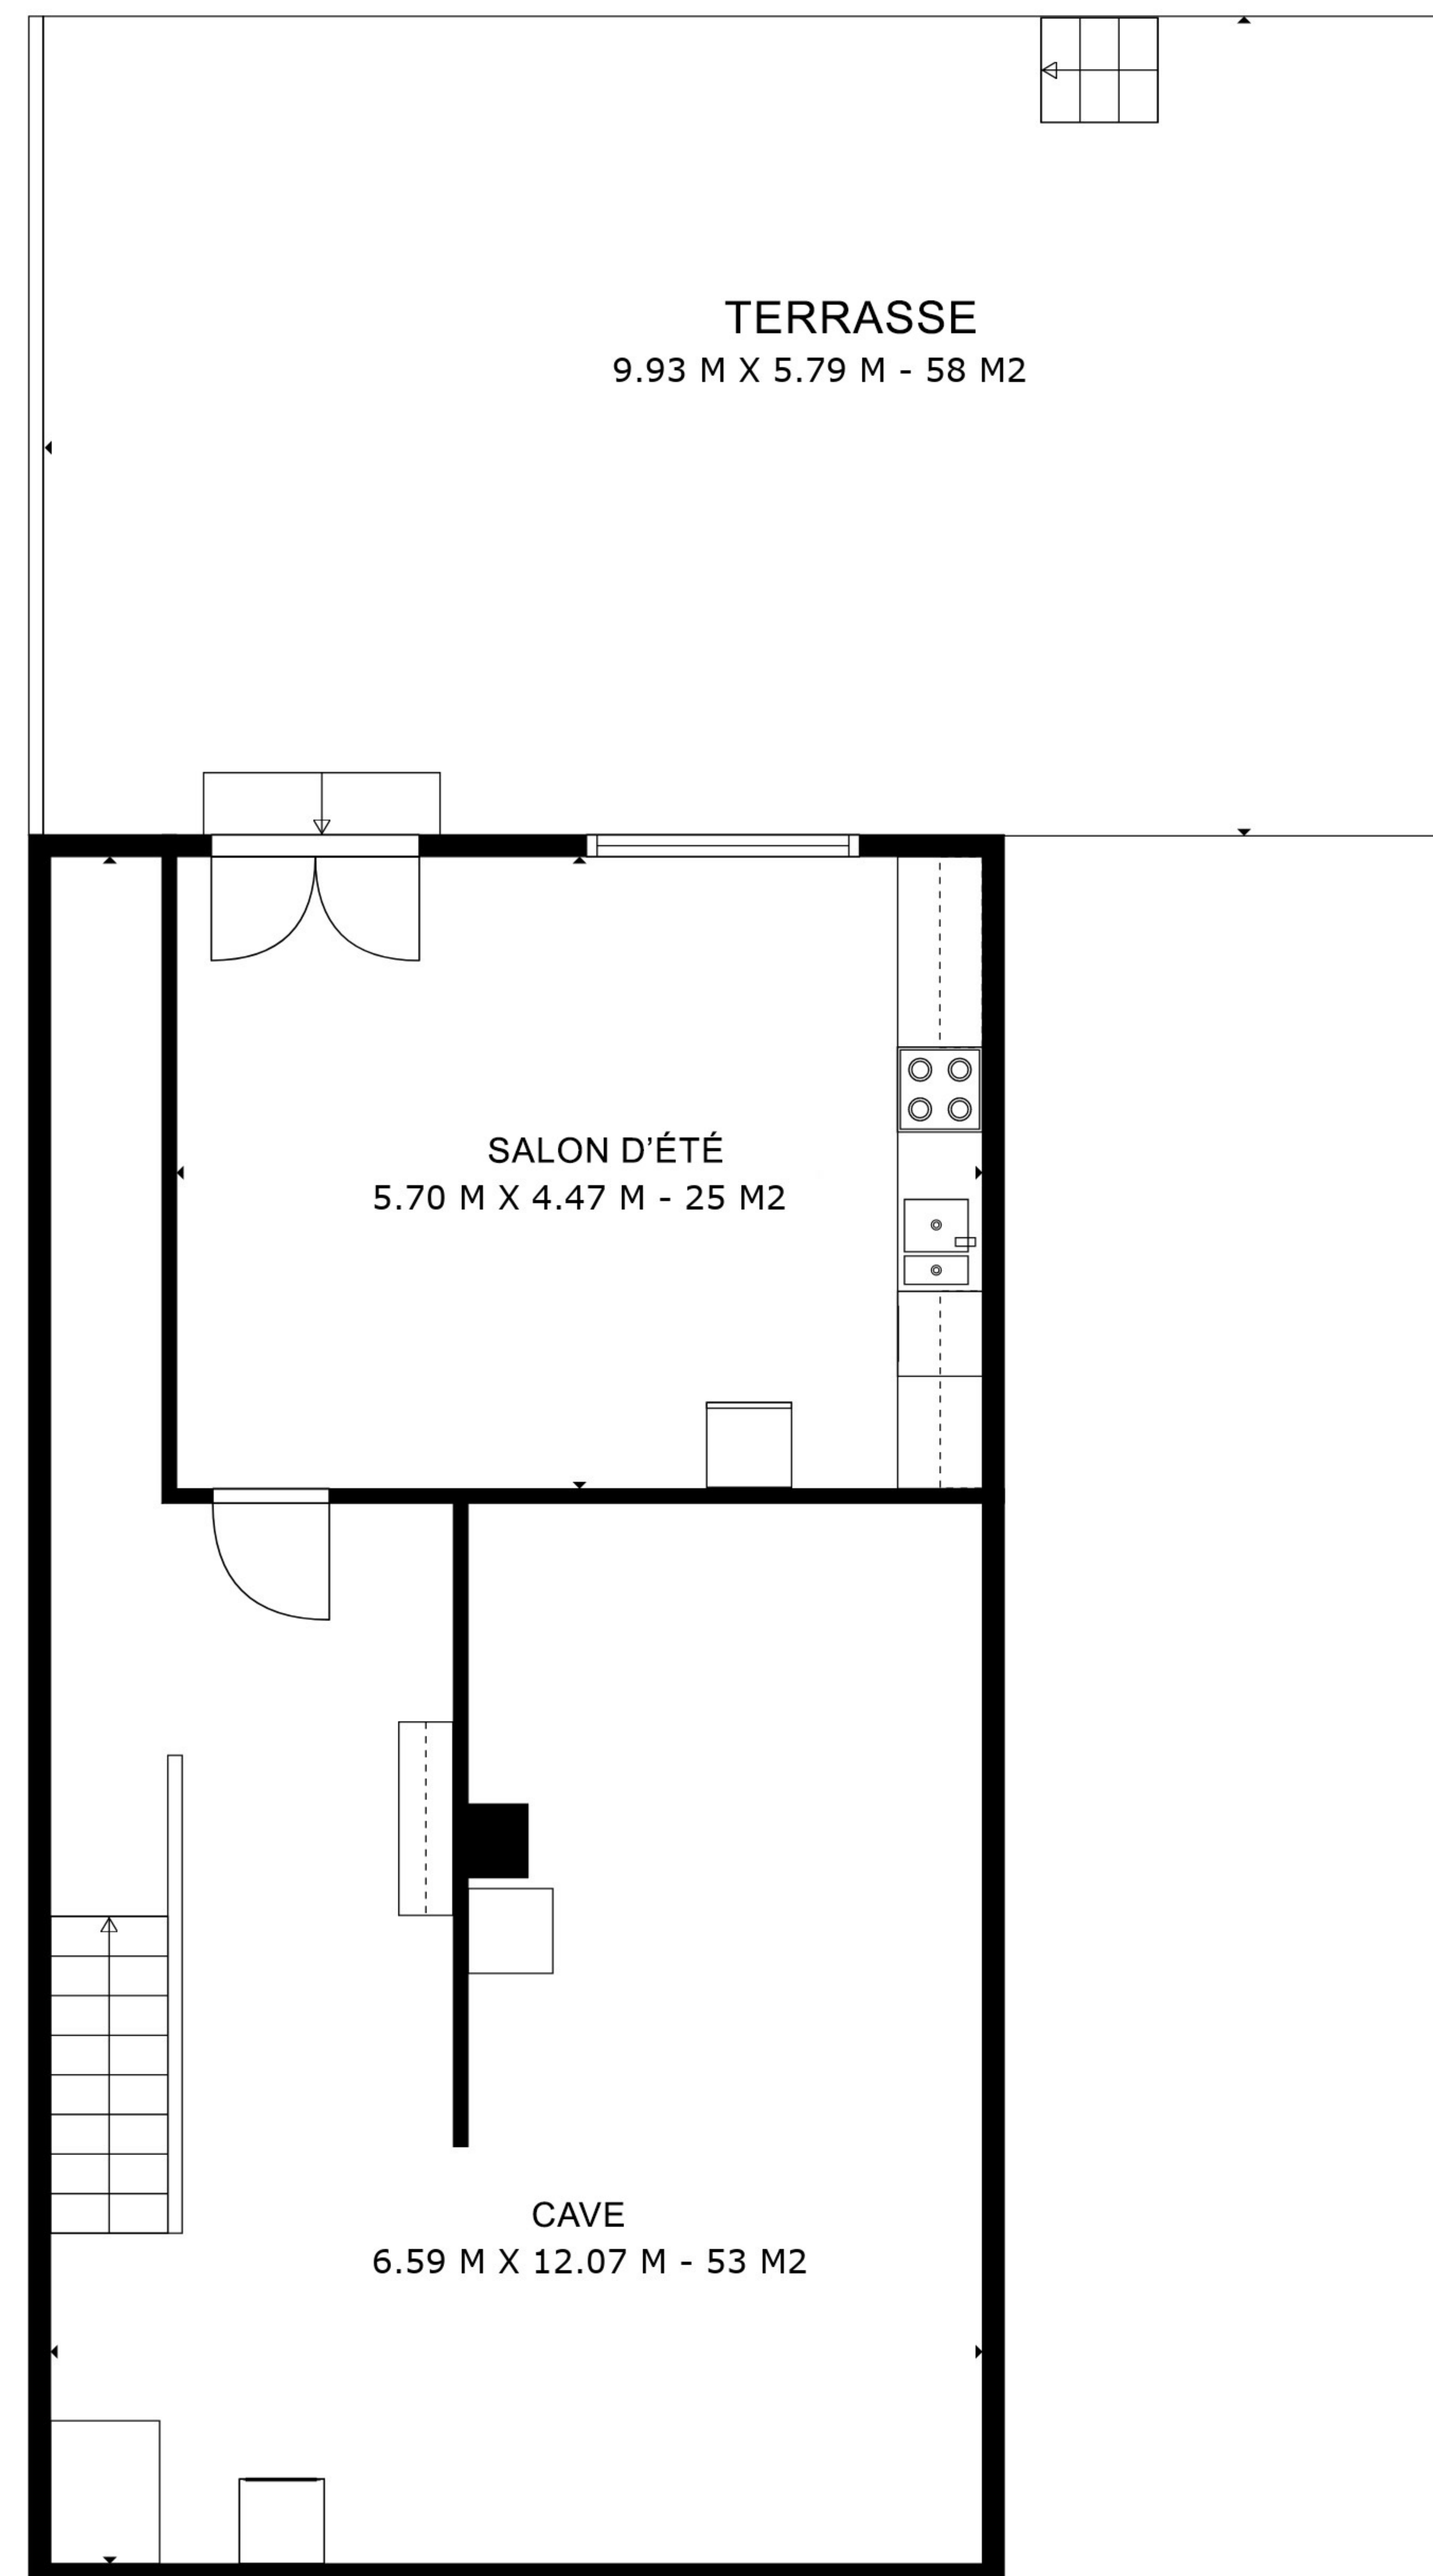 TERRASSE
9.93 M X 5.79 M - 58 M2
SALON D’ÉTÉ
5.70 M X 4.47 M - 25 M2
CAVE
6.59 M X 12.07 M - 53 M2